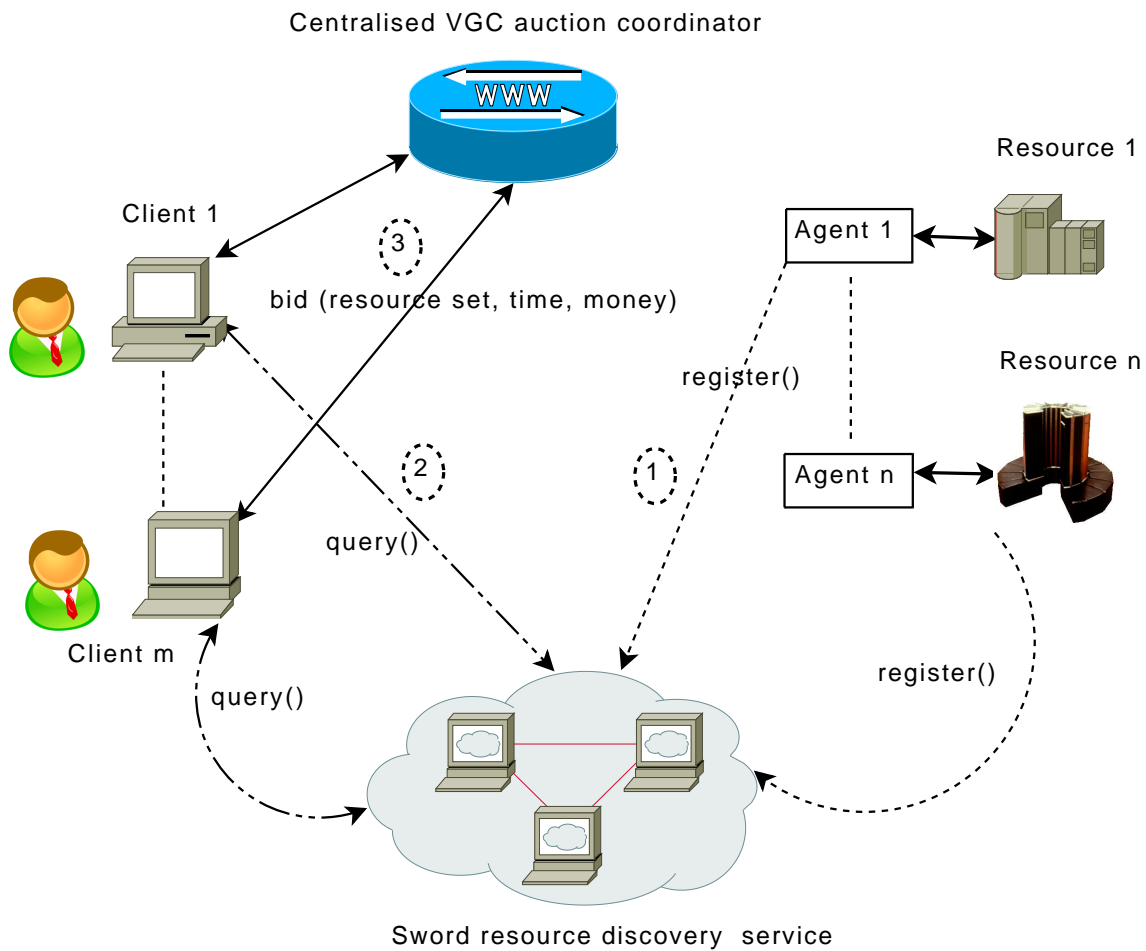 Centralised VGC auction coordinator
WWW
Resource 1
Client 1
Agent 1
3
bid (resource set, time, money)
register()
Resource n
2
1
Agent n
query()
Client m
query()
register()
Sword resource discovery service